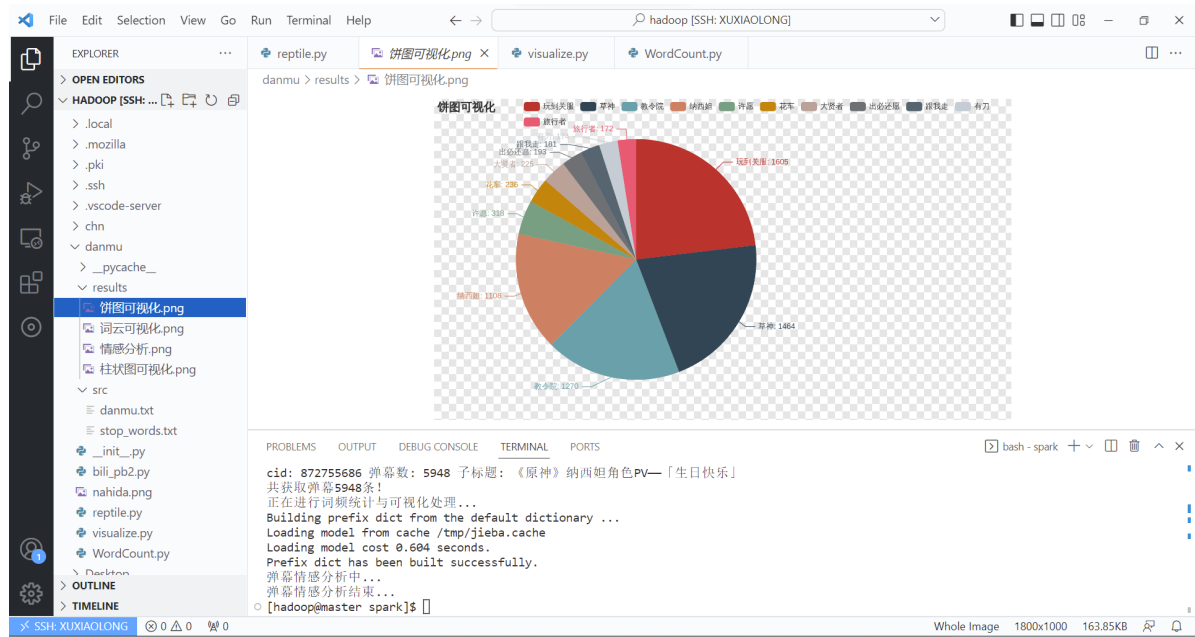 File Edit Selection View Go Run Terminal Help
hadoop [SSH: XUXIAOLONG]
EXPLORER
OPEN EDITORS
HADOOP [SSH: ...
.local
.mozilla
.pki
.ssh
.vscode-server
chn
danmu
__pycache__
results
饼图可视化.png
词云可视化.png
情感分析.png
柱状图可视化.png
src
danmu.txt
stop_words.txt
__init__.py
bili_pb2.py
nahida.png
reptile.py
visualize.py
WordCount.py
Desktop
OUTLINE
TIMELINE
reptile.py 饼图可视化.png visualize.py WordCount.py
danmu > results > 饼图可视化.png
饼图可视化 玩到关服 草神 教令院 纳西妲 许愿 花车 大贤者 出必还愿 跟我走 有刀
旅行者
旅行者: 172
跟我走: 181
出必还愿: 193
大贤者: 225
花车: 236
许愿: 318
纳西妲: 1108
教令院: 1270
草神: 1464
玩到关服: 1605
PROBLEMS OUTPUT DEBUG CONSOLE TERMINAL PORTS
bash - spark
cid: 872755686 弹幕数: 5948 子标题: 《原神》纳西妲角色PV——「生日快乐」
共获取弹幕5948条!
正在进行词频统计与可视化处理...
Building prefix dict from the default dictionary ...
Loading model from cache /tmp/jieba.cache
Loading model cost 0.604 seconds.
Prefix dict has been built successfully.
弹幕情感分析中...
弹幕情感分析结束...
[hadoop@master spark]$
1
SSH: XUXIAOLONG 0 0 0
Whole Image 1800x1000 163.85KB